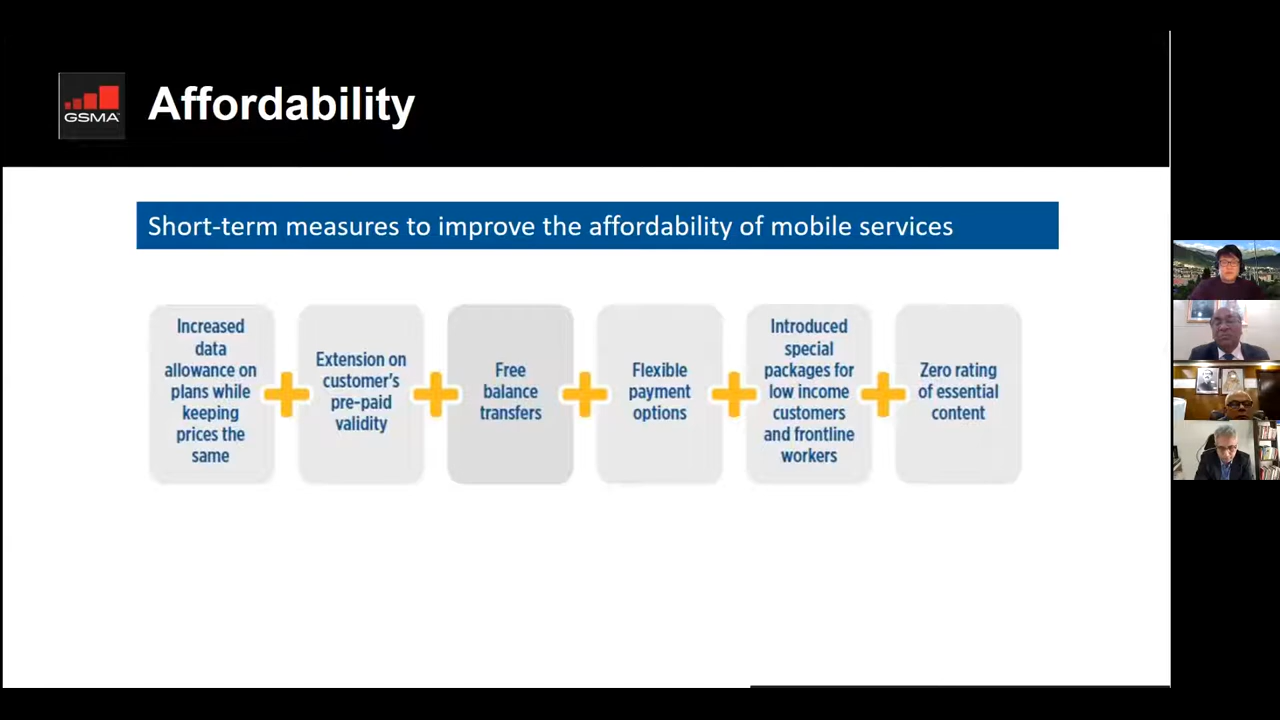 GSMA
Affordability
Short-term measures to improve the affordability of mobile services
Increased
data
allowance on
plans while
keeping
prices the
same
Extension on
customer's
pre-paid
validity
Free
balance
transfers
Flexible
payment
options
Introduced
special
packages for
low income
customers
and frontline
workers
Zero rating
of essential
content